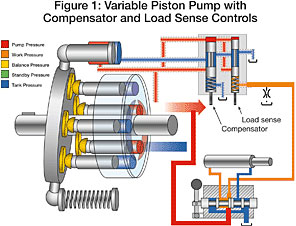 Figure 1: Variable Piston Pump with
Compensator and Load Sense Controls
Pump Pressure
Work Pressure
Balance Pressure
Standby Pressure
Tank Pressure
Load sense
Compensator